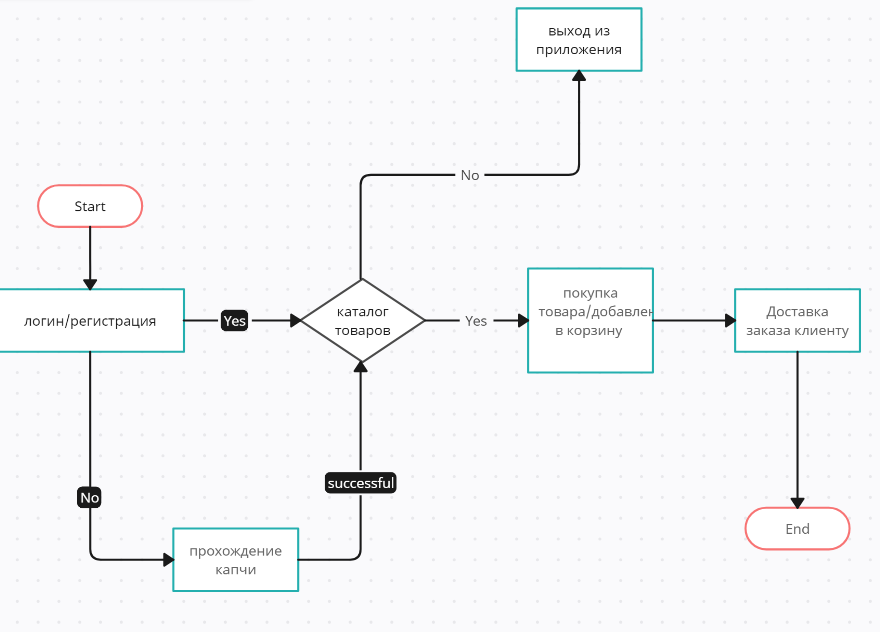 выход из
приложения
No
Start
логин/регистрация
Yes
каталог
товаров
Yes
покупка
товара/добавлен
в корзину
Доставка
заказа клиенту
successful
No
прохождение
капчи
End